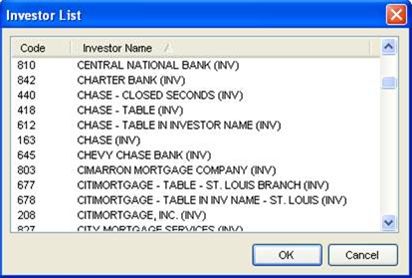 Investor List
Code Investor Name
810 CENTRAL NATIONAL BANK (INV)
842 CHARTER BANK (INV)
440 CHASE - CLOSED SECONDS (INV)
418 CHASE - TABLE (INV)
612 CHASE - TABLE IN INVESTOR NAME (INV)
163 CHASE (INV)
645 CHEVY CHASE BANK (INV)
803 CIMARRON MORTGAGE COMPANY (INV)
677 CITIMORTGAGE - TABLE - ST. LOUIS BRANCH (INV)
678 CITIMORTGAGE - TABLE IN INV NAME - ST. LOUIS (INV)
208 CITIMORTGAGE, INC. (INV)
827 CITY MORTGAGE SERVICES (INV)
OK Cancel